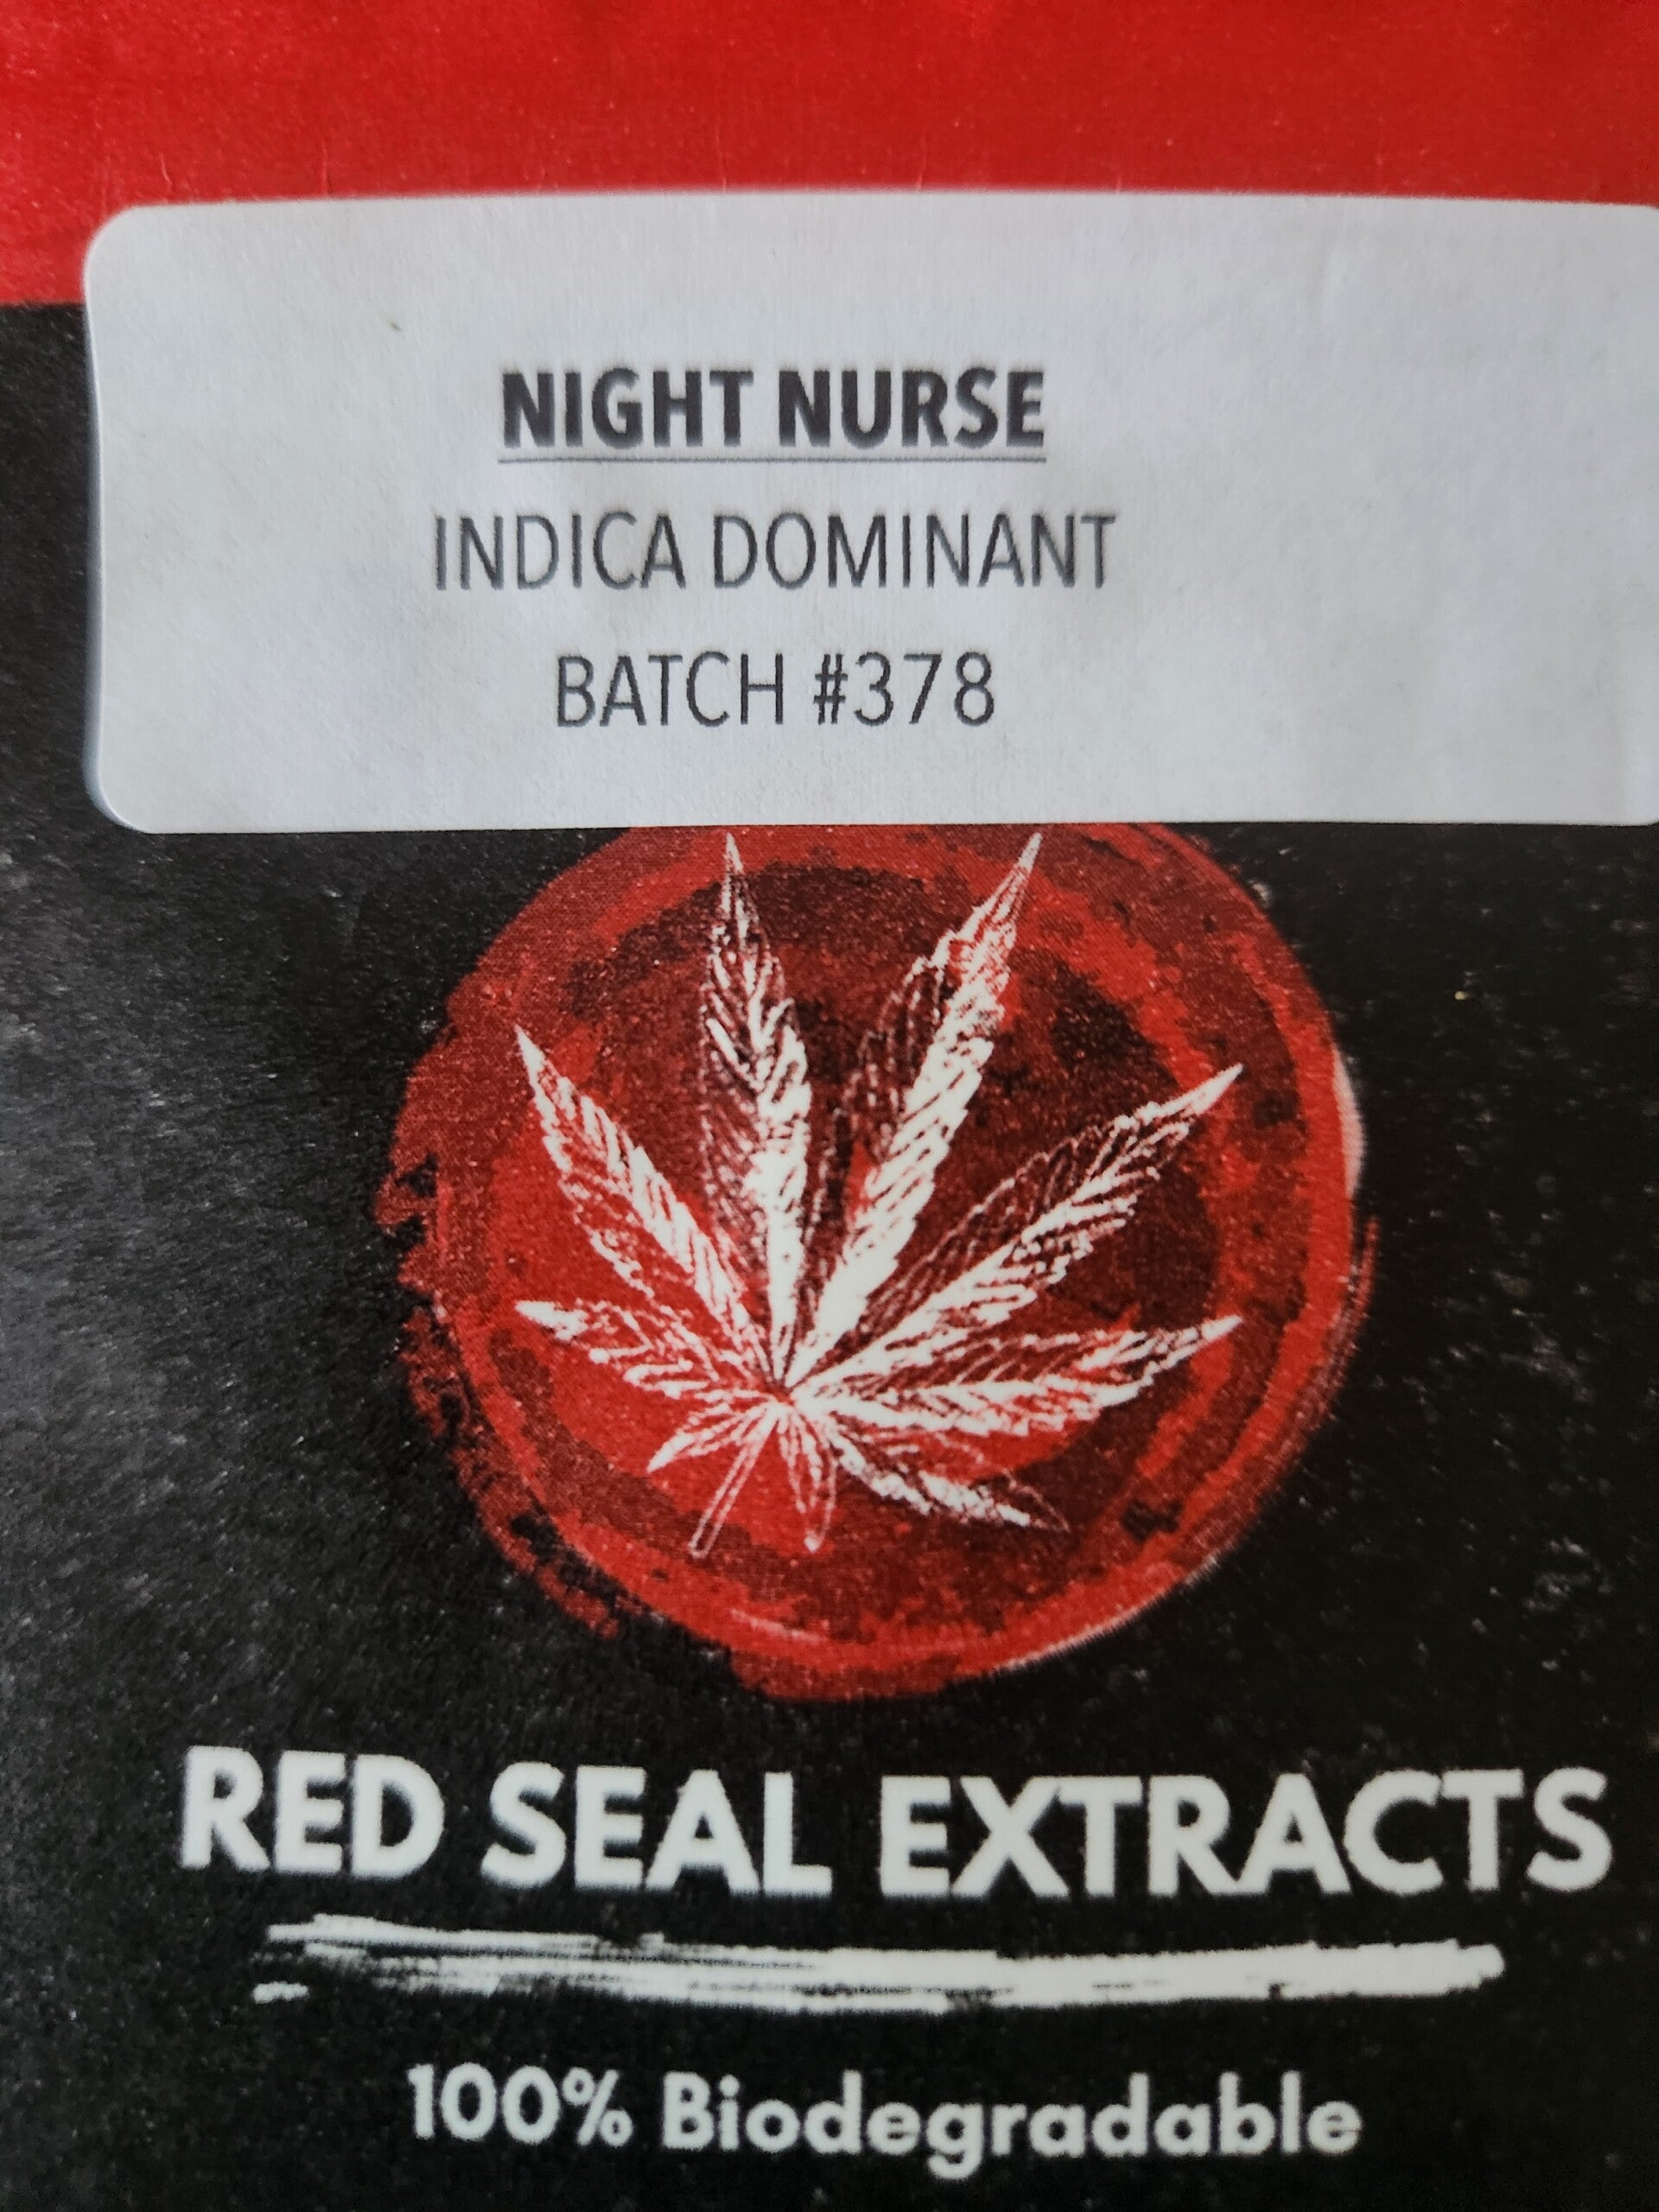 NIGHT NURSE
INDICA DOMINANT
BATCH #378
RED SEAL EXTRACTS
100% Biodegradable